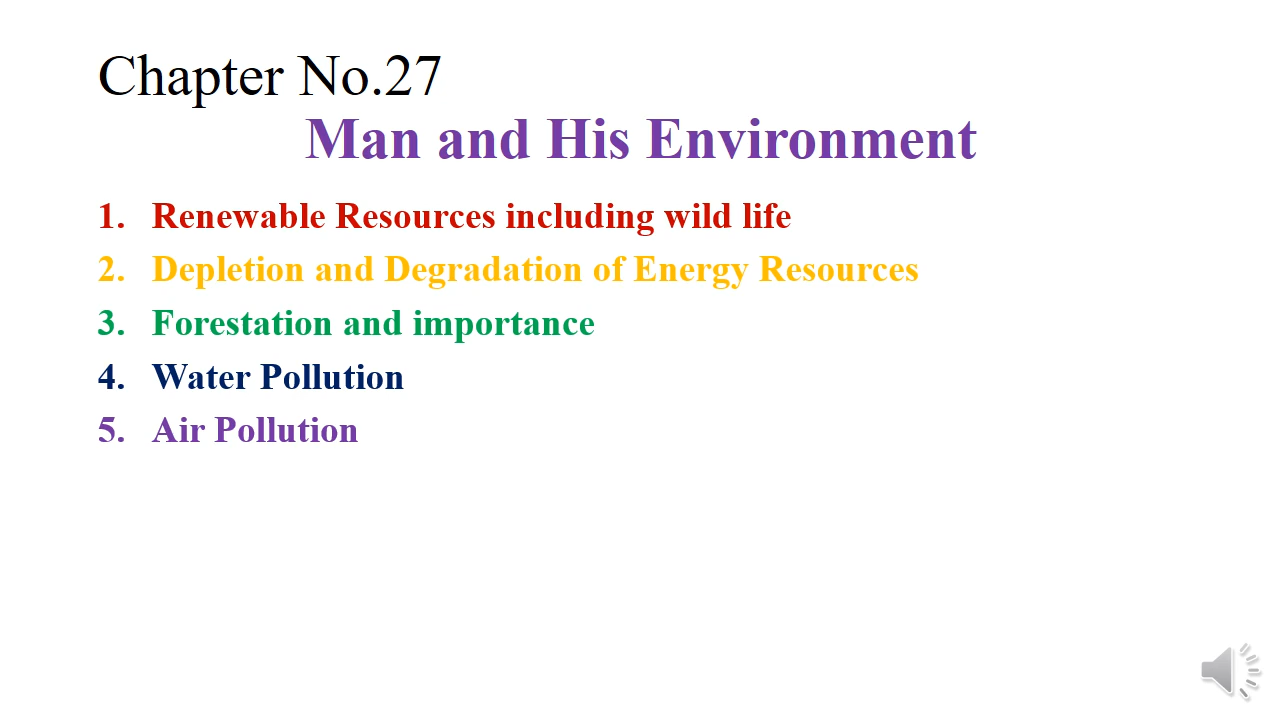 Chapter No.27
Man and His Environment
1. Renewable Resources including wild life
2. Depletion and Degradation of Energy Resources
3. Forestation and importance
4. Water Pollution
5. Air Pollution